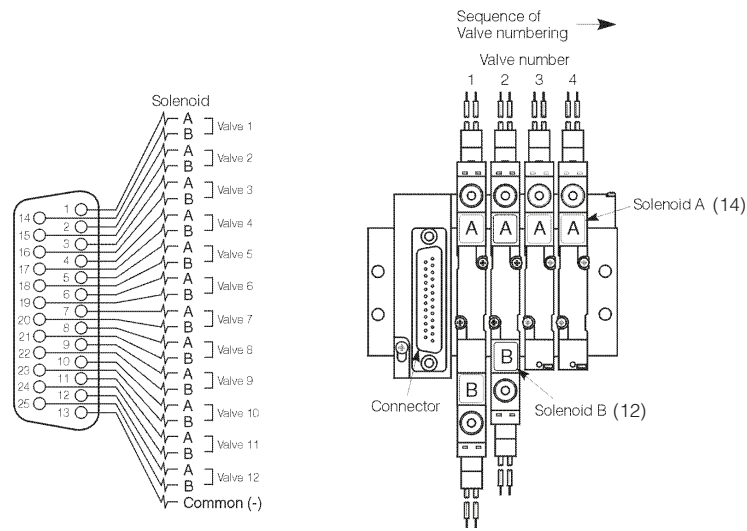 Sequence of
Valve numbering
Valve number
1 2 3 4
Solenoid
A
B
Valve 1
A
B
Valve 2
A
B
Valve 3
A
B
Valve 4
A
B
Valve 5
A
B
Valve 6
A
B
Valve 7
A
B
Valve 8
A
B
Valve 9
A
B
Valve 10
A
B
Valve 11
A
B
Valve 12
Common (-)
1
14
2
15
3
16
4
17
5
18
6
19
7
20
8
21
9
22
10
23
11
24
12
25
13
A A A A
Solenoid A (14)
B
B
Connector
Solenoid B (12)